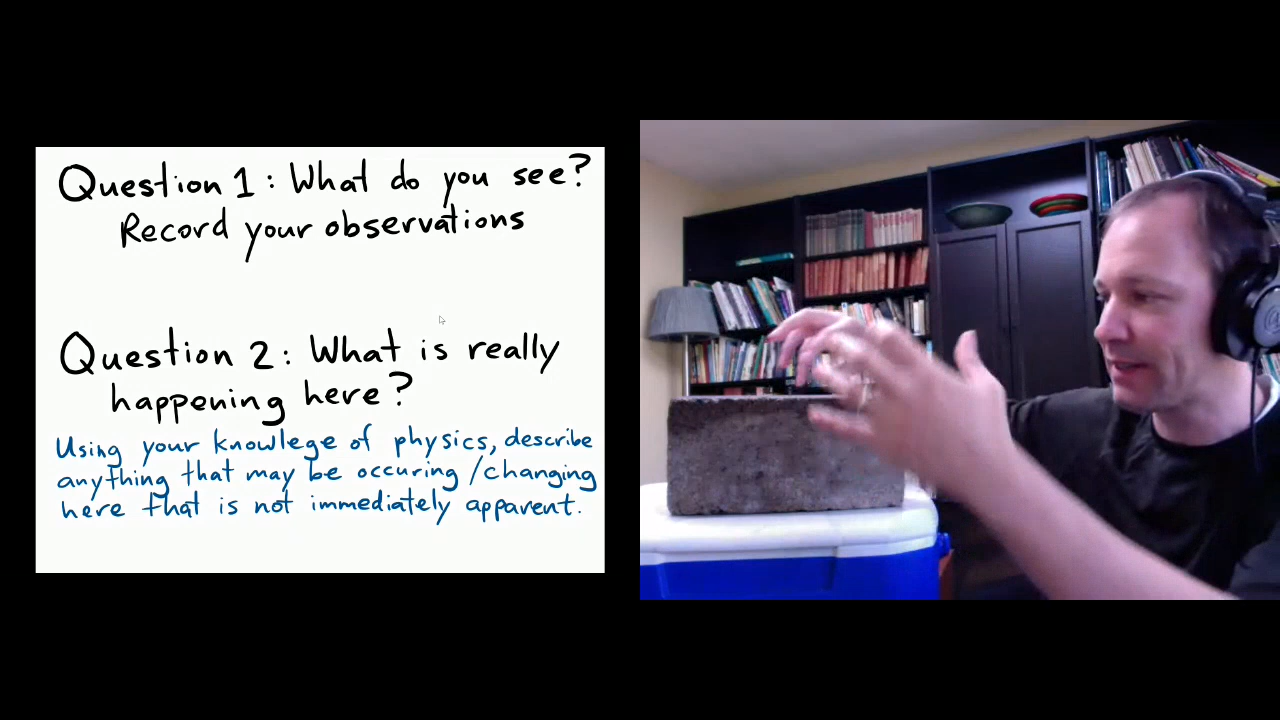 Question 1: What do you see?
Record your observations
Question 2: What is really
happening here?
Using your knowlege of physics, describe
anything that may be occuring/changing
here that is not immediately apparent.